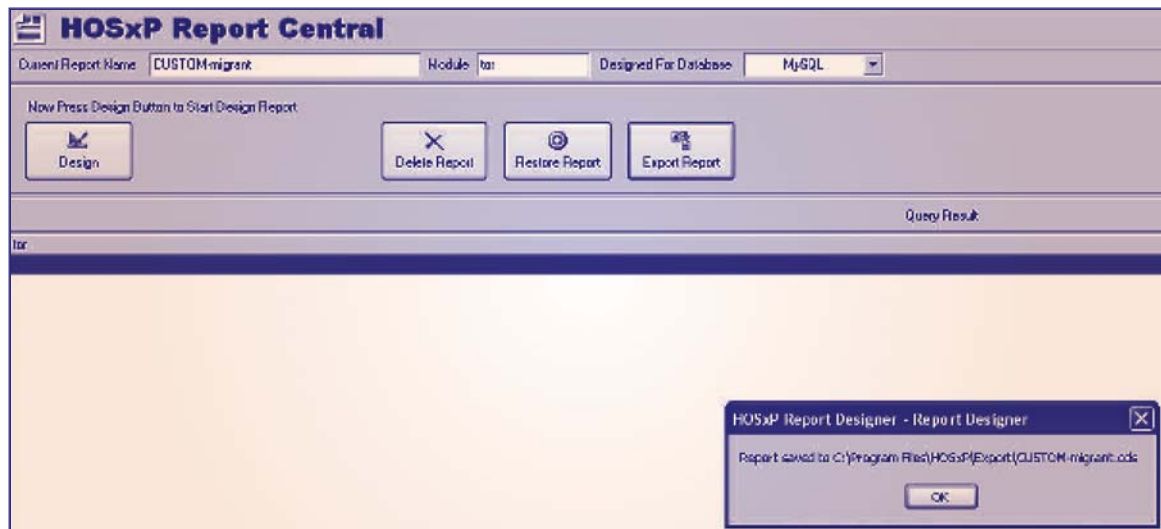 HOSxP Report Central
Current Report Name CUSTOM-migrant Module tor Designed For Database MySQL
Now Press Design Button to Start Design Report
Design Delete Report Restore Report Export Report
Query Result
tor
HOSxP Report Designer - Report Designer
Report saved to C:\Program Files\HOSxP\Export\CUSTOM-migrant.cds
OK